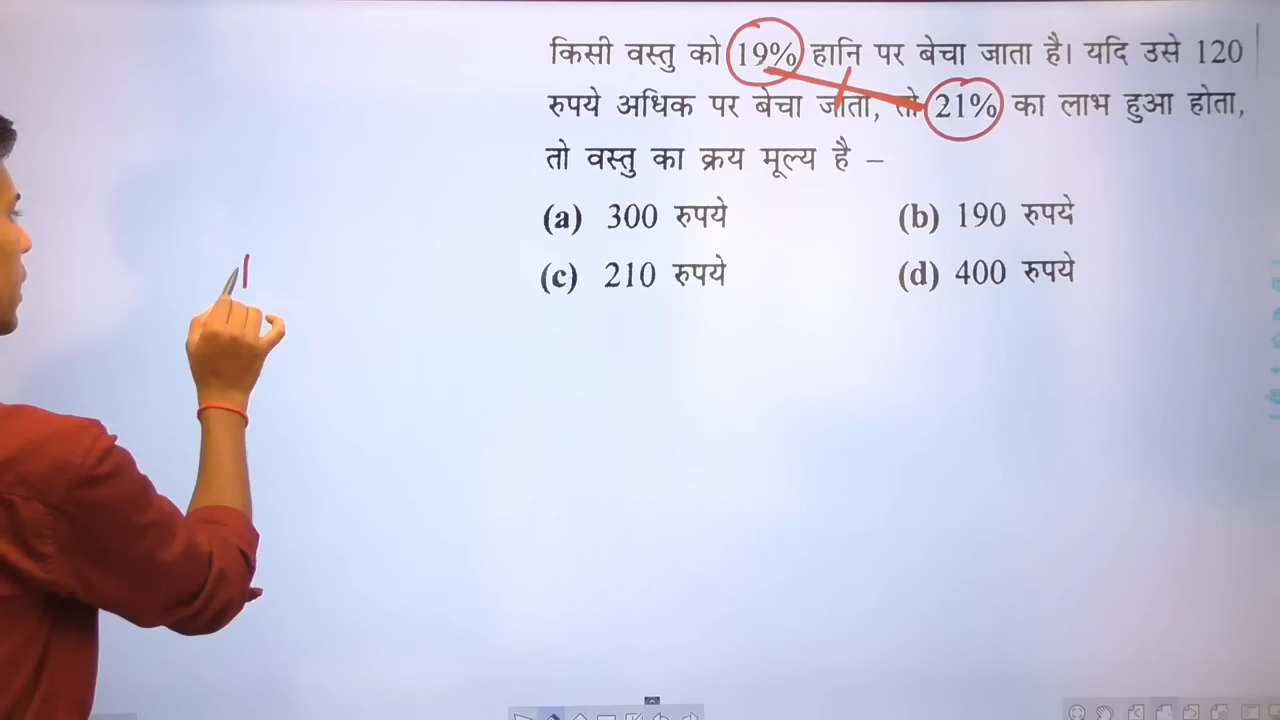 किसी वस्तु को 19% हानि पर बेचा जाता है। यदि उसे 120
रुपये अधिक पर बेचा जाता, तो 21% का लाभ हुआ होता,
तो वस्तु का क्रय मूल्य है –
(a) 300 रुपये (b) 190 रुपये
(c) 210 रुपये (d) 400 रुपये